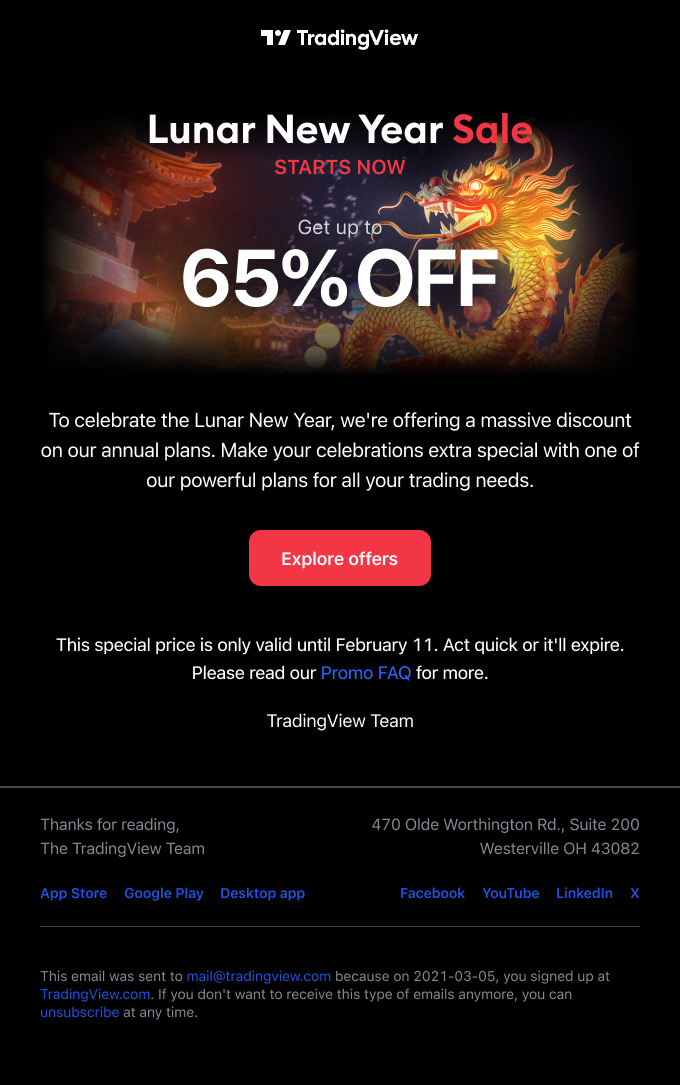 TradingView
Lunar New Year Sale
STARTS NOW
Get up to
65% OFF
To celebrate the Lunar New Year, we're offering a massive discount
on our annual plans. Make your celebrations extra special with one of
our powerful plans for all your trading needs.
Explore offers
This special price is only valid until February 11. Act quick or it'll expire.
Please read our Promo FAQ for more.
TradingView Team
Thanks for reading,
The TradingView Team
470 Olde Worthington Rd., Suite 200
Westerville OH 43082
App Store Google Play Desktop app
Facebook YouTube LinkedIn X
This email was sent to mail@tradingview.com because on 2021-03-05, you signed up at
TradingView.com. If you don't want to receive this type of emails anymore, you can
unsubscribe at any time.